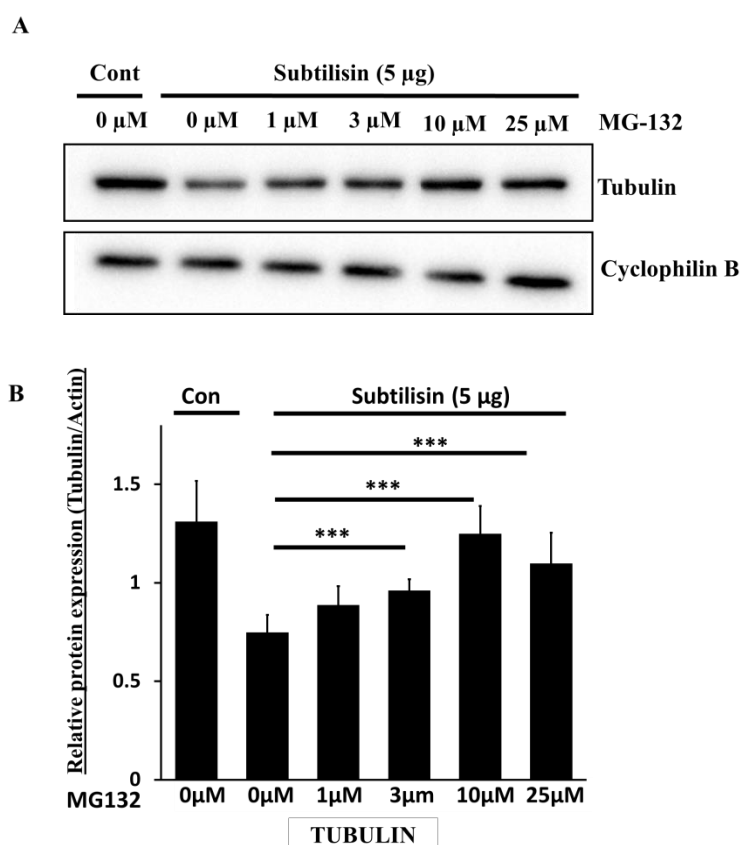 A
Cont Subtilisin (5 µg)
0 µM 0 µM 1 µM 3 µM 10 µM 25 µM MG-132
Tubulin
Cyclophilin B
B
Relative protein expression (Tubulin/Actin)
Con Subtilisin (5 µg)
***
***
***
1.5
1
0.5
0
MG132 0µM 0µM 1µM 3µm 10µM 25µM
TUBULIN